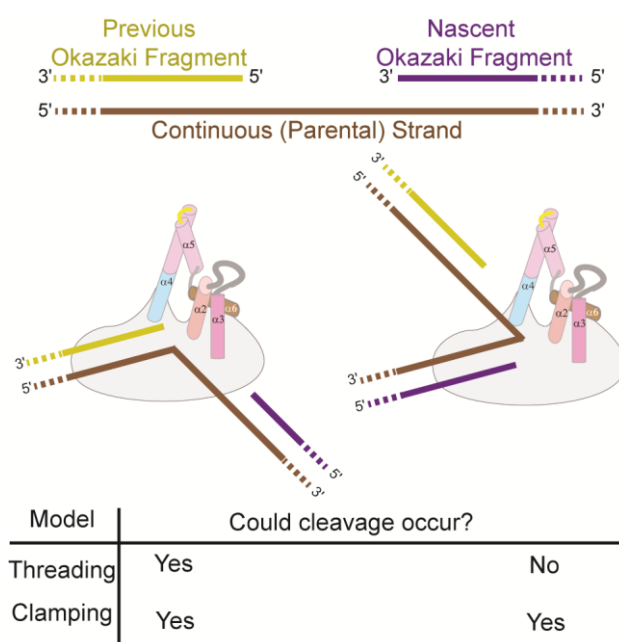 Previous
Okazaki Fragment
Nascent
Okazaki Fragment
3' 5' 3' 5'
5' 3'
Continuous (Parental) Strand
3'
5'
α5
α4
α2
α6
α3
3'
5'
5'
3'
α5
α4
α2
α6
α3
3'
5'
Model Could cleavage occur?
Threading Yes No
Clamping Yes Yes